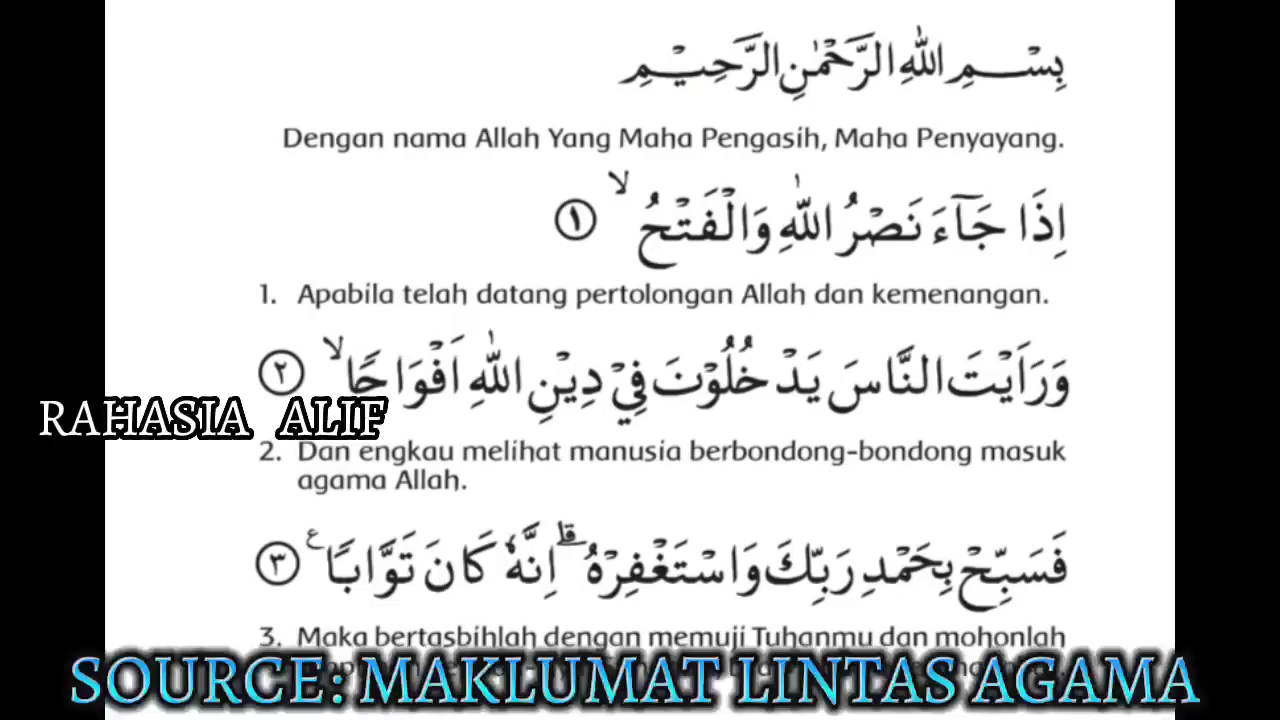 بِسْمِ اللّٰهِ الرَّحْمٰنِ الرَّحِيْمِ
Dengan nama Allah Yang Maha Pengasih, Maha Penyayang.
اِذَا جَاۤءَ نَصْرُ اللّٰهِ وَالْفَتْحُۙ ١
1. Apabila telah datang pertolongan Allah dan kemenangan.
وَرَاَيْتَ النَّاسَ يَدْخُلُوْنَ فِيْ دِيْنِ اللّٰهِ اَفْوَاجًاۙ ٢
RAHASIA ALIF
2. Dan engkau melihat manusia berbondong-bondong masuk
agama Allah.
فَسَبِّحْ بِحَمْدِ رَبِّكَ وَاسْتَغْفِرْهُۗ اِنَّهٗ كَانَ تَوَّابًا ࣖ ٣
3. Maka bertasbihlah dengan memuji Tuhanmu dan mohonlah
SOURCE: MAKLUMAT LINTAS AGAMA